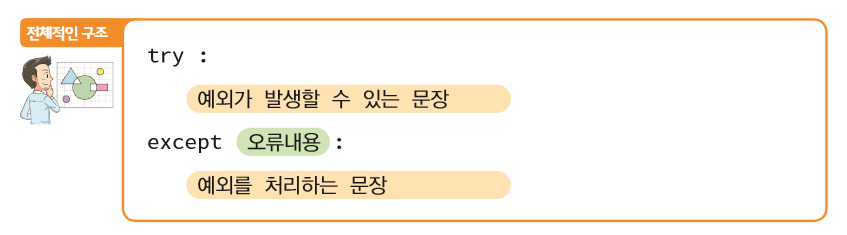 전체적인 구조
try :
예외가 발생할 수 있는 문장
except 오류내용 :
예외를 처리하는 문장